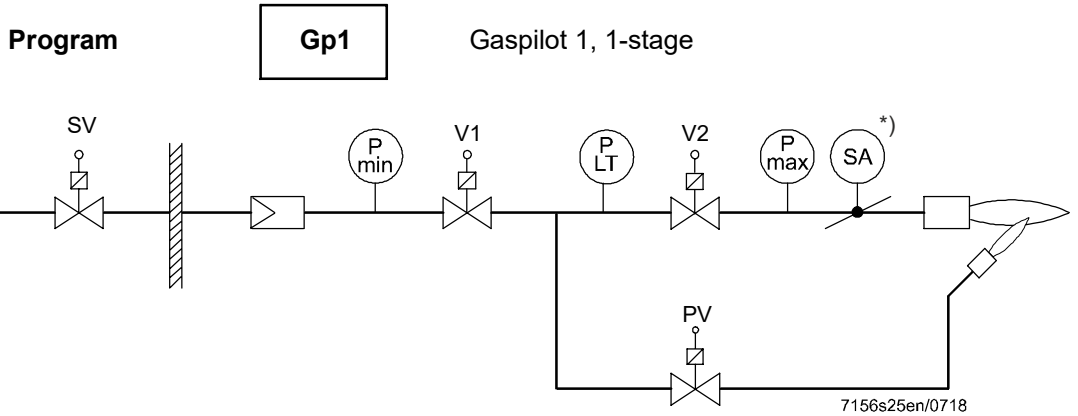 Program Gp1 Gaspilot 1, 1-stage
SV
P min
V1
P LT
V2
P max
SA *)
PV
7156s25en/0718